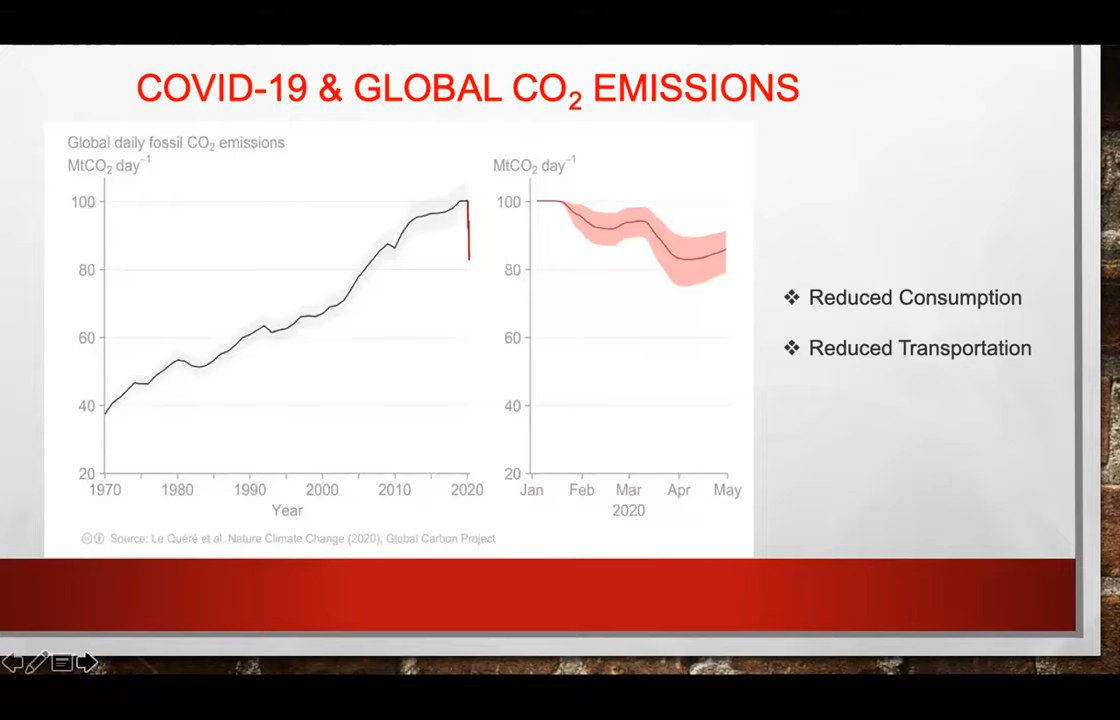 COVID-19 & GLOBAL CO₂ EMISSIONS
Global daily fossil CO₂ emissions
MtCO₂ day⁻¹
100
80
60
40
20
1970 1980 1990 2000 2010 2020
Year
MtCO₂ day⁻¹
100
80
60
40
20
Jan Feb Mar Apr May
2020
Source: Le Quéré et al. Nature Climate Change (2020); Global Carbon Project
❖ Reduced Consumption
❖ Reduced Transportation